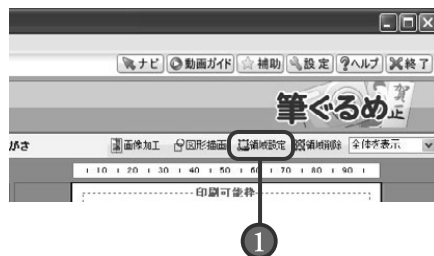 ナビ 動画ガイド 補助 設定 ?ヘルプ 終了
筆ぐるめ 賀正
がき 画像加工 図形描画 領域設定 領域削除 全体を表示
10 20 30 40 50 60 70 80 90
印刷可能枠
1